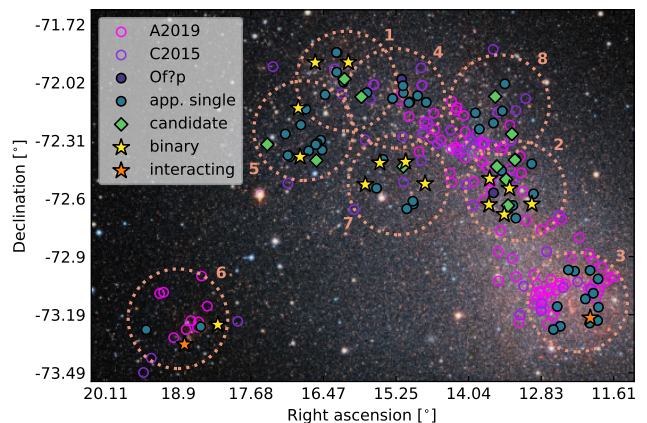 -71.72
-72.02
-72.31
-72.6
-72.9
-73.19
-73.49
Declination [°]
A2019
C2015
Of?p
app. single
candidate
binary
interacting
1
4
8
5
7
2
3
6
20.11 18.9 17.68 16.47 15.25 14.04 12.83 11.61
Right ascension [°]